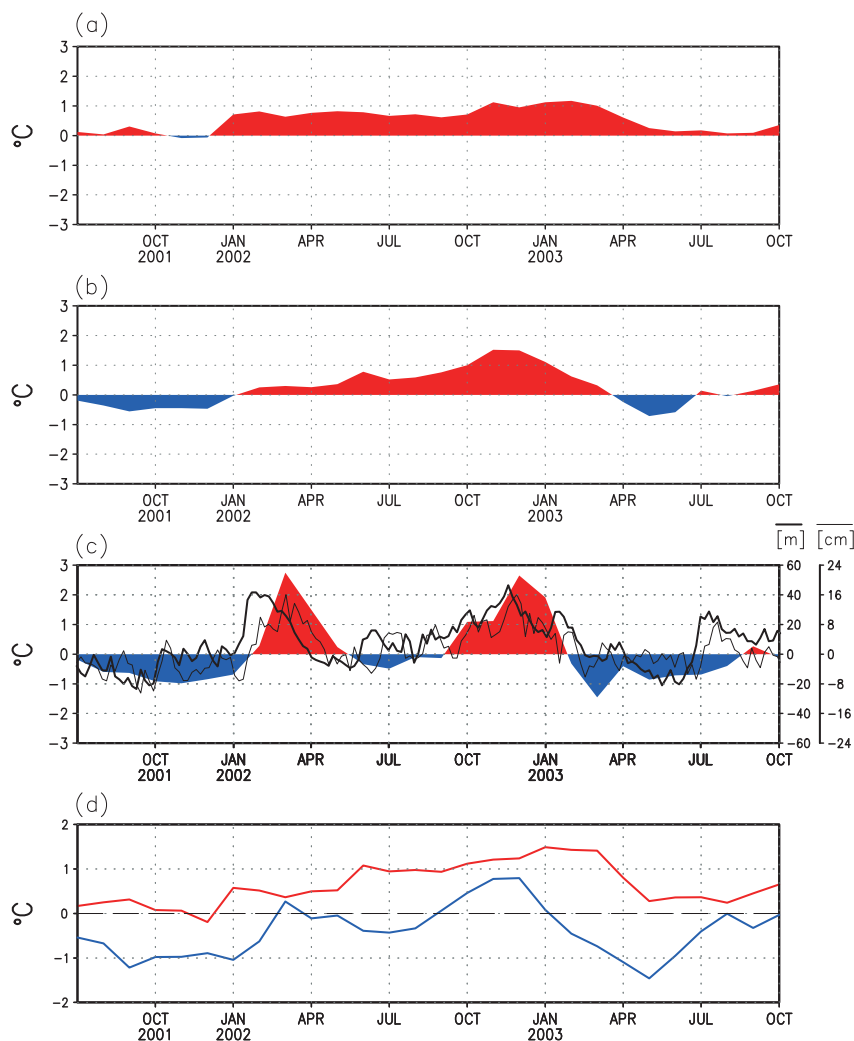 (a)
3
2
1
0
−1
−2
−3
°C
OCT JAN APR JUL OCT JAN APR JUL OCT
2001 2002 2003
(b)
3
2
1
0
−1
−2
−3
°C
OCT JAN APR JUL OCT JAN APR JUL OCT
2001 2002 2003
(c)
[m] [cm]
3 60 24
2 40 16
1 20 8
0 0 0
−1 −20 −8
−2 −40 −16
−3 −60 −24
°C
OCT JAN APR JUL OCT JAN APR JUL OCT
2001 2002 2003
(d)
2
1
0
−1
−2
°C
OCT JAN APR JUL OCT JAN APR JUL OCT
2001 2002 2003